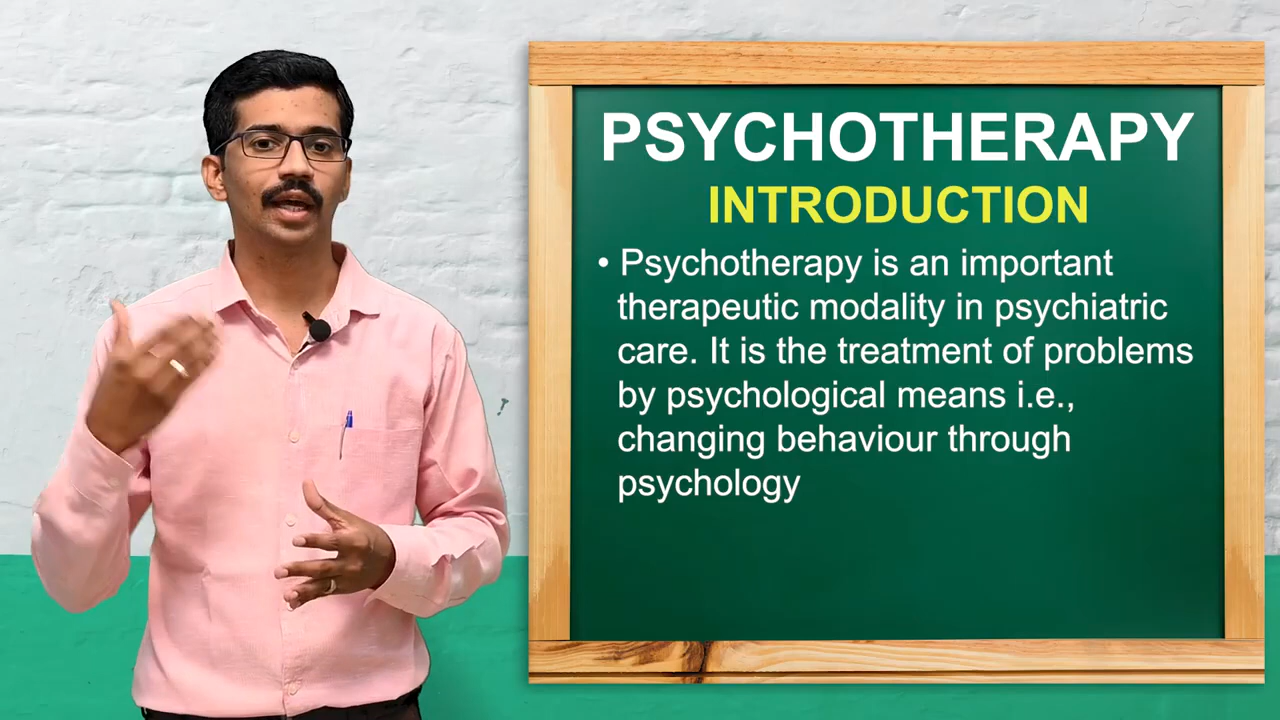 PSYCHOTHERAPY
INTRODUCTION
• Psychotherapy is an important
therapeutic modality in psychiatric
care. It is the treatment of problems
by psychological means i.e.,
changing behaviour through
psychology